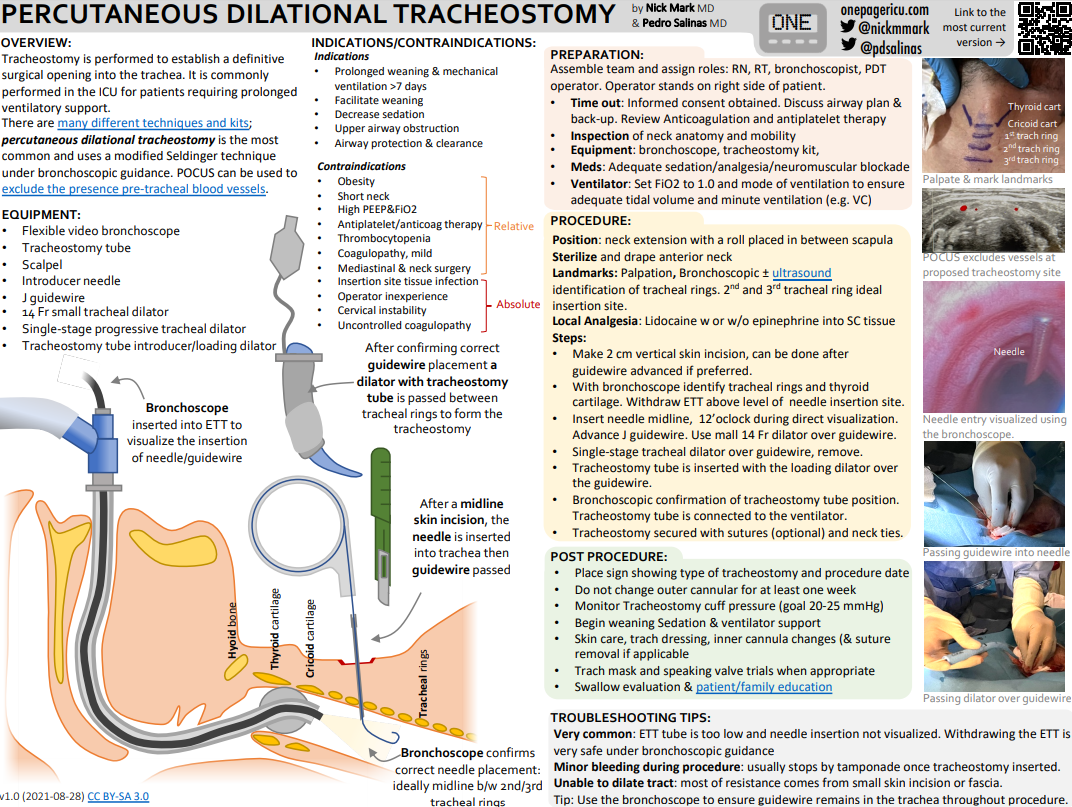 PERCUTANEOUS DILATIONAL TRACHEOSTOMY
by Nick Mark MD
& Pedro Salinas MD
ONE
onepagericu.com
@nickmmark
@pdsalinas
Link to the
most current
version →
OVERVIEW:
Tracheostomy is performed to establish a definitive
surgical opening into the trachea. It is commonly
performed in the ICU for patients requiring prolonged
ventilatory support.
There are many different techniques and kits;
percutaneous dilational tracheostomy is the most
common and uses a modified Seldinger technique
under bronchoscopic guidance. POCUS can be used to
exclude the presence pre-tracheal blood vessels.
EQUIPMENT:
• Flexible video bronchoscope
• Tracheostomy tube
• Scalpel
• Introducer needle
• J guidewire
• 14 Fr small tracheal dilator
• Single-stage progressive tracheal dilator
• Tracheostomy tube introducer/loading dilator
INDICATIONS/CONTRAINDICATIONS:
Indications
• Prolonged weaning & mechanical
ventilation >7 days
• Facilitate weaning
• Decrease sedation
• Upper airway obstruction
• Airway protection & clearance
Contraindications
• Obesity
• Short neck
• High PEEP&FiO2
• Antiplatelet/anticoag therapy
• Thrombocytopenia
• Coagulopathy, mild
• Mediastinal & neck surgery
• Insertion site tissue infection
• Operator inexperience
• Cervical instability
• Uncontrolled coagulopathy
Relative
Absolute
After confirming correct
guidewire placement a
dilator with tracheostomy
tube is passed between
tracheal rings to form the
tracheostomy
Bronchoscope
inserted into ETT to
visualize the insertion
of needle/guidewire
After a midline
skin incision, the
needle is inserted
into trachea then
guidewire passed
Hyoid bone
Thyroid cartilage
Cricoid cartilage
Tracheal rings
Bronchoscope confirms
correct needle placement:
ideally midline b/w 2nd/3rd
tracheal rings
v1.0 (2021-08-28) CC BY-SA 3.0
PREPARATION:
Assemble team and assign roles: RN, RT, bronchoscopist, PDT
operator. Operator stands on right side of patient.
• Time out: Informed consent obtained. Discuss airway plan &
back-up. Review Anticoagulation and antiplatelet therapy
• Inspection of neck anatomy and mobility
• Equipment: bronchoscope, tracheostomy kit,
• Meds: Adequate sedation/analgesia/neuromuscular blockade
• Ventilator: Set FiO2 to 1.0 and mode of ventilation to ensure
adequate tidal volume and minute ventilation (e.g. VC)
PROCEDURE:
Position: neck extension with a roll placed in between scapula
Sterilize and drape anterior neck
Landmarks: Palpation, Bronchoscopic ± ultrasound
identification of tracheal rings. 2nd and 3rd tracheal ring ideal
insertion site.
Local Analgesia: Lidocaine w or w/o epinephrine into SC tissue
Steps:
• Make 2 cm vertical skin incision, can be done after
guidewire advanced if preferred.
• With bronchoscope identify tracheal rings and thyroid
cartilage. Withdraw ETT above level of needle insertion site.
• Insert needle midline, 12'oclock during direct visualization.
Advance J guidewire. Use mall 14 Fr dilator over guidewire.
• Single-stage tracheal dilator over guidewire, remove.
• Tracheostomy tube is inserted with the loading dilator over
the guidewire.
• Bronchoscopic confirmation of tracheostomy tube position.
Tracheostomy tube is connected to the ventilator.
• Tracheostomy secured with sutures (optional) and neck ties.
POST PROCEDURE:
• Place sign showing type of tracheostomy and procedure date
• Do not change outer cannular for at least one week
• Monitor Tracheostomy cuff pressure (goal 20-25 mmHg)
• Begin weaning Sedation & ventilator support
• Skin care, trach dressing, inner cannula changes (& suture
removal if applicable
• Trach mask and speaking valve trials when appropriate
• Swallow evaluation & patient/family education
TROUBLESHOOTING TIPS:
Very common: ETT tube is too low and needle insertion not visualized. Withdrawing the ETT is
very safe under bronchoscopic guidance
Minor bleeding during procedure: usually stops by tamponade once tracheostomy inserted.
Unable to dilate tract: most of resistance comes from small skin incision or fascia.
Tip: Use the bronchoscope to ensure guidewire remains in the trachea throughout procedure.
Thyroid cart
Cricoid cart
1st trach ring
2nd trach ring
3rd trach ring
Palpate & mark landmarks
POCUS excludes vessels at
proposed tracheostomy site
Needle
Needle entry visualized using
the bronchoscope.
Passing guidewire into needle
Passing dilator over guidewire